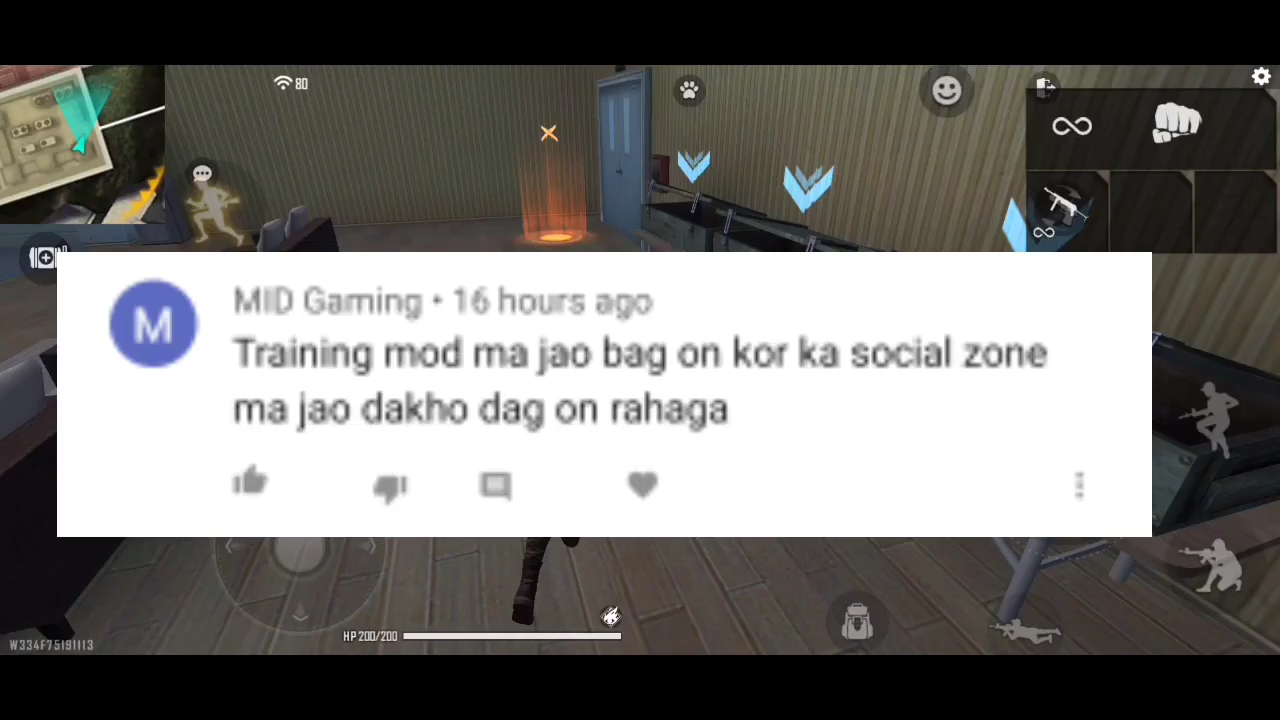 80
MID Gaming • 16 hours ago
Training mod ma jao bag on kor ka social zone
ma jao dakho dag on rahaga
HP 200/200
W334F75191113